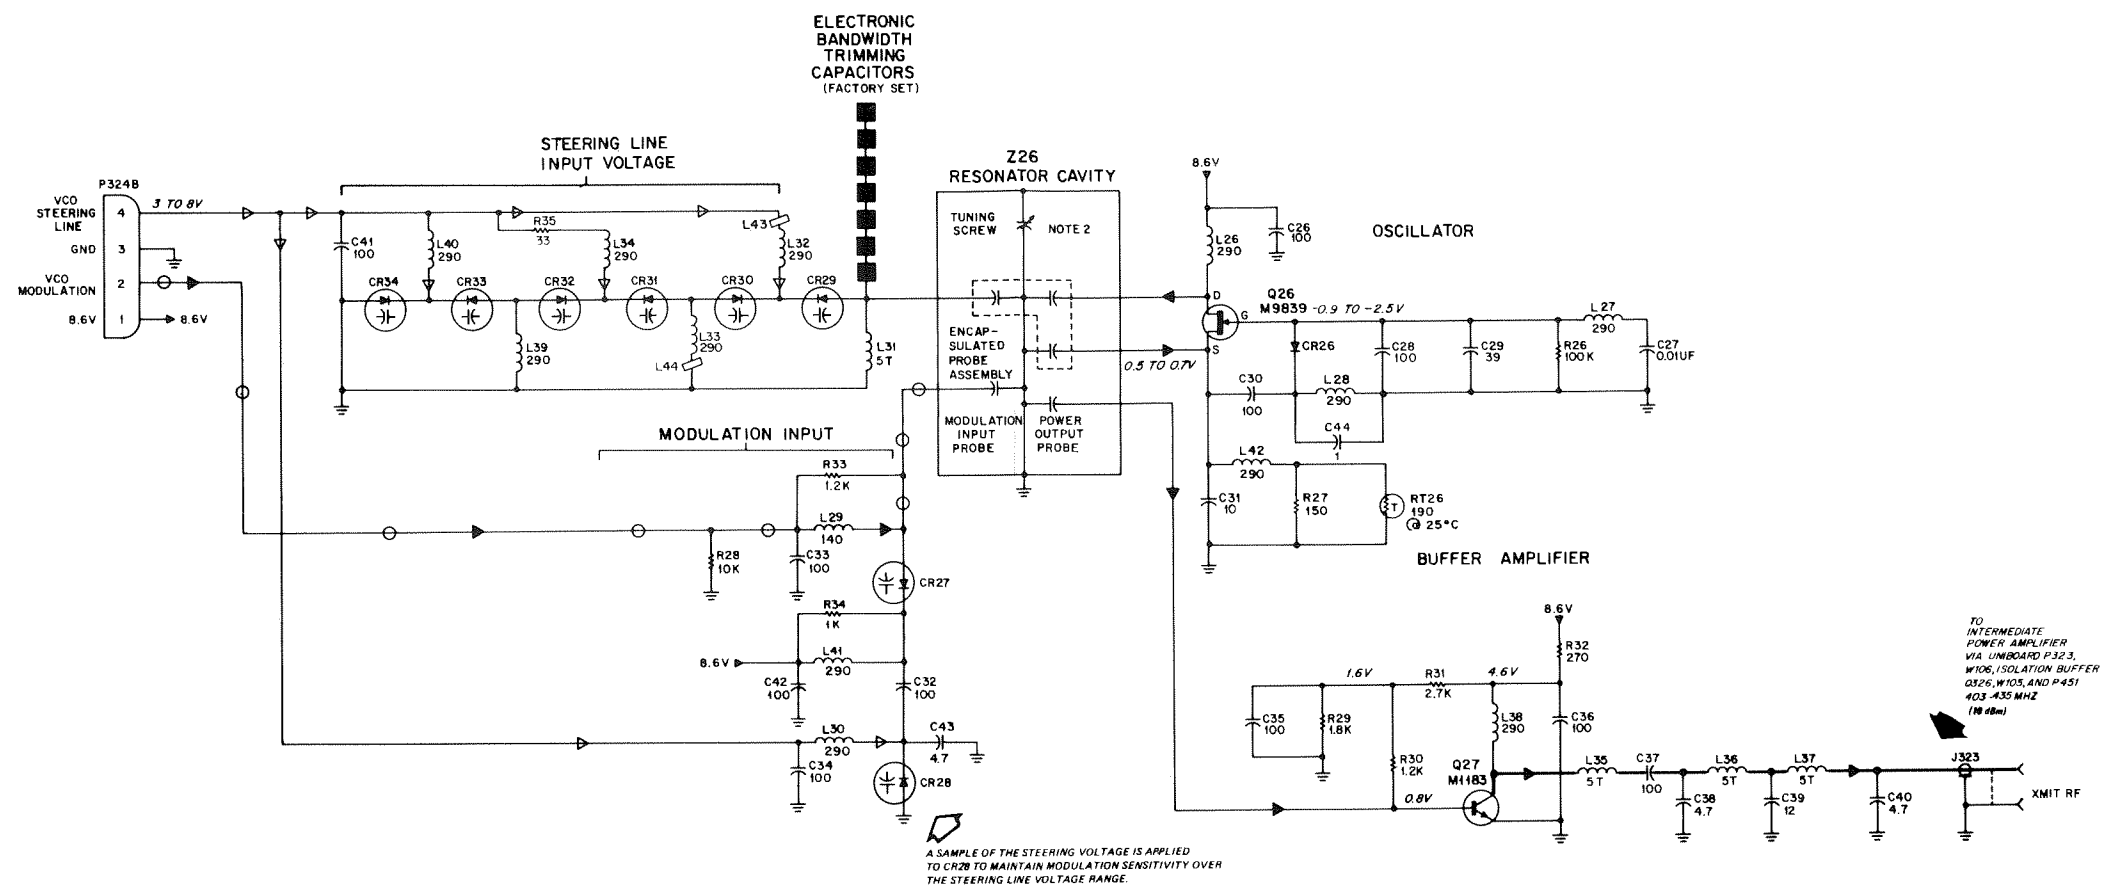 ELECTRONIC
BANDWIDTH
TRIMMING
CAPACITORS
(FACTORY SET)
STEERING LINE
INPUT VOLTAGE
P324B
VCO
STEERING
LINE
4
3 TO 8V
GND
3
VCO
MODULATION
2
8.6V
1
8.6V
C41
100
L40
290
R35
33
L34
290
L43
L32
290
CR34
CR33
CR32
CR31
CR30
CR29
L39
290
L33
290
L44
L31
5T
Z26
RESONATOR CAVITY
TUNING
SCREW
NOTE 2
ENCAP-
SULATED
PROBE
ASSEMBLY
MODULATION
INPUT
PROBE
POWER
OUTPUT
PROBE
8.6V
L26
290
C26
100
OSCILLATOR
D
G
S
Q26
M9839
-0.9 TO -2.5V
0.5 TO 0.7V
CR26
C28
100
C29
39
R26
100K
L27
290
C27
0.01UF
C30
100
L28
290
C44
1
L42
290
C31
10
R27
150
T
RT26
190
@ 25°C
MODULATION INPUT
R33
1.2K
L29
140
R28
10K
C33
100
CR27
R34
1K
8.6V
L41
290
C42
100
C32
100
L30
290
C43
4.7
C34
100
CR28
A SAMPLE OF THE STEERING VOLTAGE IS APPLIED
TO CR28 TO MAINTAIN MODULATION SENSITIVITY OVER
THE STEERING LINE VOLTAGE RANGE.
BUFFER AMPLIFIER
8.6V
R32
270
1.6V
R31
2.7K
4.6V
C35
100
R29
1.8K
L38
290
C36
100
R30
1.2K
Q27
M1183
0.8V
L35
5T
C37
100
L36
5T
L37
5T
C38
4.7
C39
12
C40
4.7
J323
XMIT RF
TO
INTERMEDIATE
POWER AMPLIFIER
VIA UNIBOARD P323,
W106, ISOLATION BUFFER
Q326, W105, AND P451
403-435 MHZ